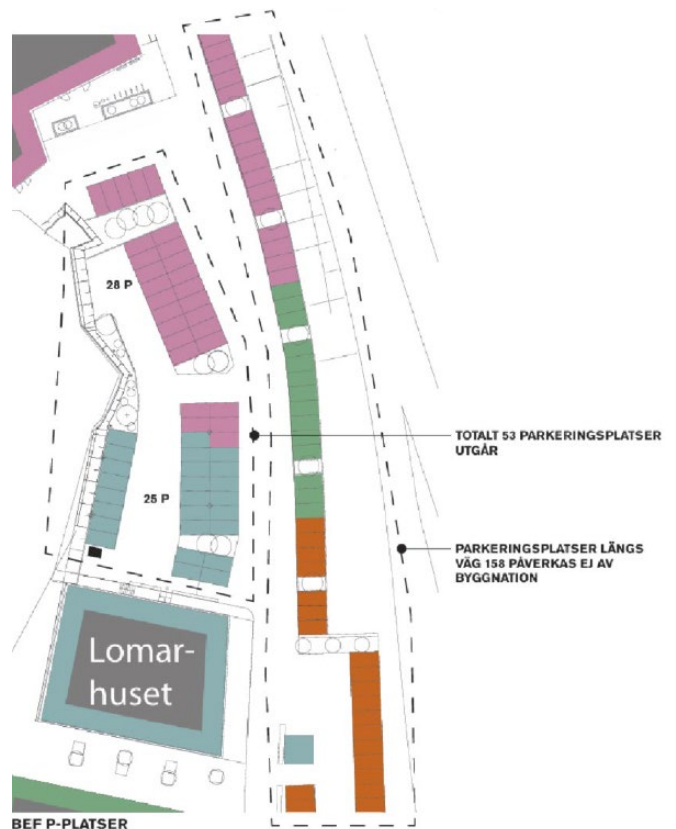 28 P
TOTALT 53 PARKERINGSPLATSER
UTGÅR
25 P
PARKERINGSPLATSER LÄNGS
VÄG 158 PÅVERKAS EJ AV
BYGGNATION
Lomar-
huset
BEF P-PLATSER